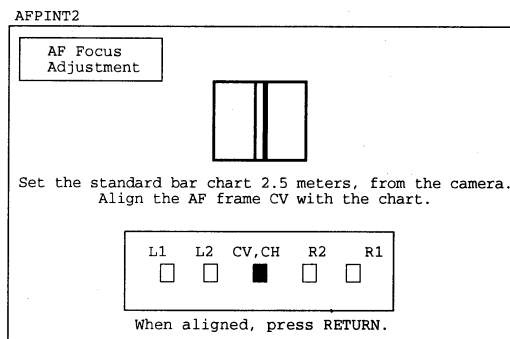 AFPINT2
AF Focus
Adjustment
Set the standard bar chart 2.5 meters, from the camera.
Align the AF frame CV with the chart.
L1 L2 CV,CH R2 R1
When aligned, press RETURN.